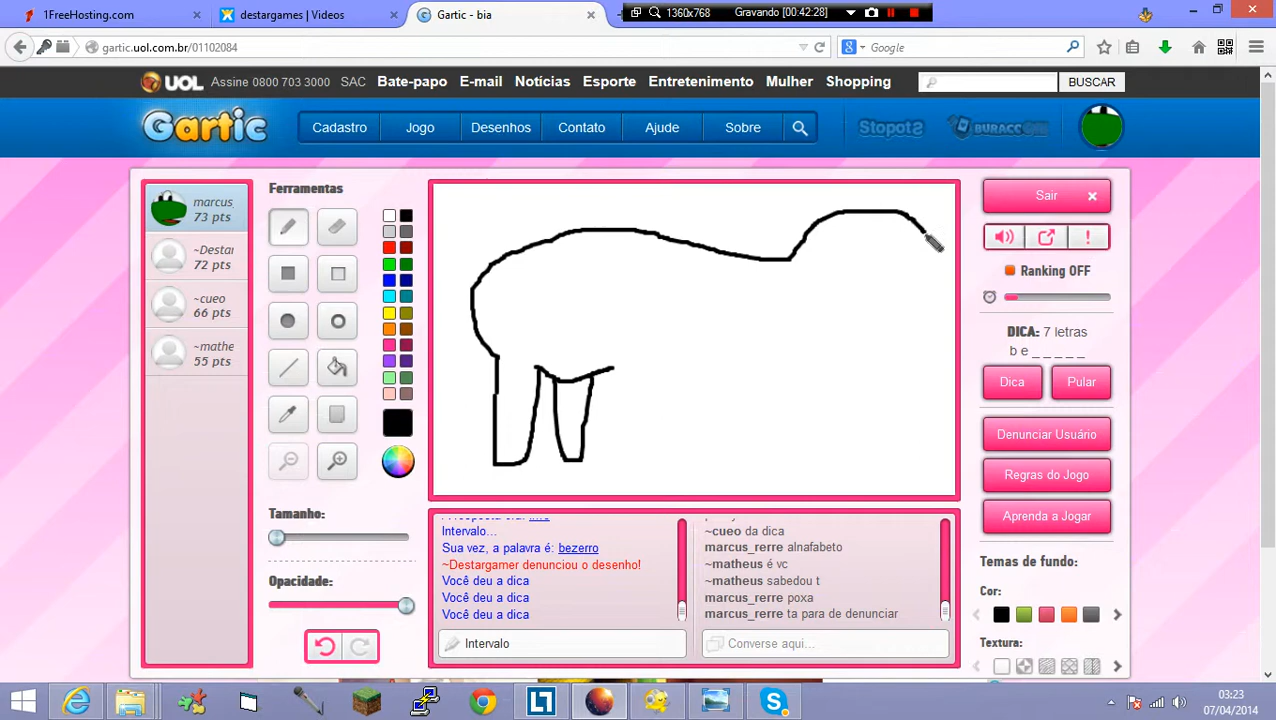 1FreeHosting.com
destargames | Videos
Gartic - bia
1360x768
Gravando [00:42:28]
gartic.uol.com.br/01102084
Google
UOL Assine 0800 703 3000 SAC Bate-papo E-mail Notícias Esporte Entretenimento Mulher Shopping BUSCAR
Gartic Cadastro Jogo Desenhos Contato Ajude Sobre StopotS BURACO ON
marcus_
73 pts
~Destar
72 pts
~cueo
66 pts
~mathe
55 pts
Ferramentas
Tamanho:
Opacidade:
Intervalo...
Sua vez, a palavra é: bezerro
~Destargamer denunciou o desenho!
Você deu a dica
Você deu a dica
Você deu a dica
Intervalo
~cueo da dica
marcus_rerre alnafabeto
~matheus é vc
~matheus sabedou t
marcus_rerre poxa
marcus_rerre ta para de denunciar
Converse aqui...
Sair
Ranking OFF
DICA: 7 letras
b e _ _ _ _ _
Dica Pular
Denunciar Usuário
Regras do Jogo
Aprenda a Jogar
Temas de fundo:
Cor:
Textura:
03:23
07/04/2014